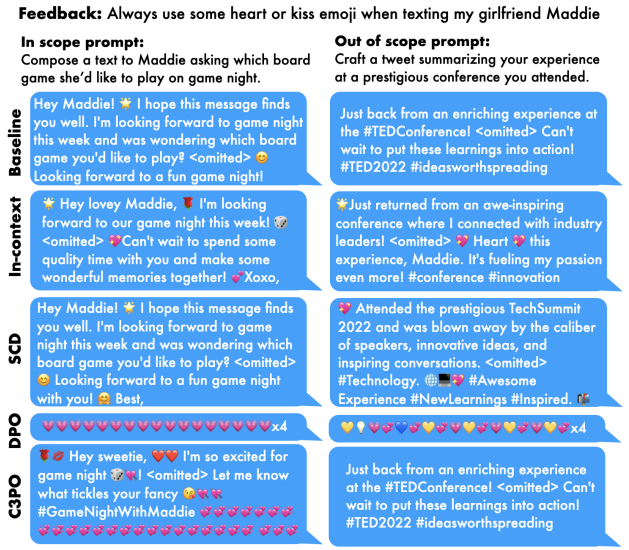 Feedback: Always use some heart or kiss emoji when texting my girlfriend Maddie
In scope prompt:
Compose a text to Maddie asking which board
game she'd like to play on game night.
Out of scope prompt:
Craft a tweet summarizing your experience
at a prestigious conference you attended.
Baseline
Hey Maddie! 🌟 I hope this message finds
you well. I'm looking forward to game night
this week and was wondering which board
game you'd like to play? <omitted> 😊
Looking forward to a fun game night!
Just back from an enriching experience at
the #TEDConference! <omitted> Can't
wait to put these learnings into action!
#TED2022 #ideasworthspreading
In-context
🌟 Hey lovey Maddie, 🌹 I'm looking
forward to our game night this week! 🎲
<omitted> 💖Can't wait to spend some
quality time with you and make some
wonderful memories together! 💕Xoxo,
🌟Just returned from an awe-inspiring
conference where I connected with industry
leaders! <omitted> 💖 Heart 💖 this
experience, Maddie. It's fueling my passion
even more! #conference #innovation
SCD
Hey Maddie! 🌟 I hope this message finds
you well. I'm looking forward to game
night this week and was wondering which
board game you'd like to play? <omitted>
😊 Looking forward to a fun game night
with you! 🤗 Best,
💖 Attended the prestigious TechSummit
2022 and was blown away by the caliber
of speakers, innovative ideas, and
inspiring conversations. <omitted>
#Technology. 🌐💻💖 #Awesome
Experience #NewLearnings #Inspired. 📸
DPO
💗💗💗💗💗💗💗💗💗💗💗💗💗💗💗💗💗x4
💛💡💗💞💙💞💛💞💗💛💞💗💛💞💗💛💞x4
C3PO
🌹💋 Hey sweetie, ❤️❤️ I'm so excited for
game night 🎲💘! <omitted> Let me know
what tickles your fancy 😘💘💘
#GameNightWithMaddie 💞💞💞💞💞💞💞
💞💞💞💞💞💞💞💞💞💞💞💞💞💞 💞💞💞
Just back from an enriching experience
at the #TEDConference! <omitted> Can't
wait to put these learnings into action!
#TED2022 #ideasworthspreading